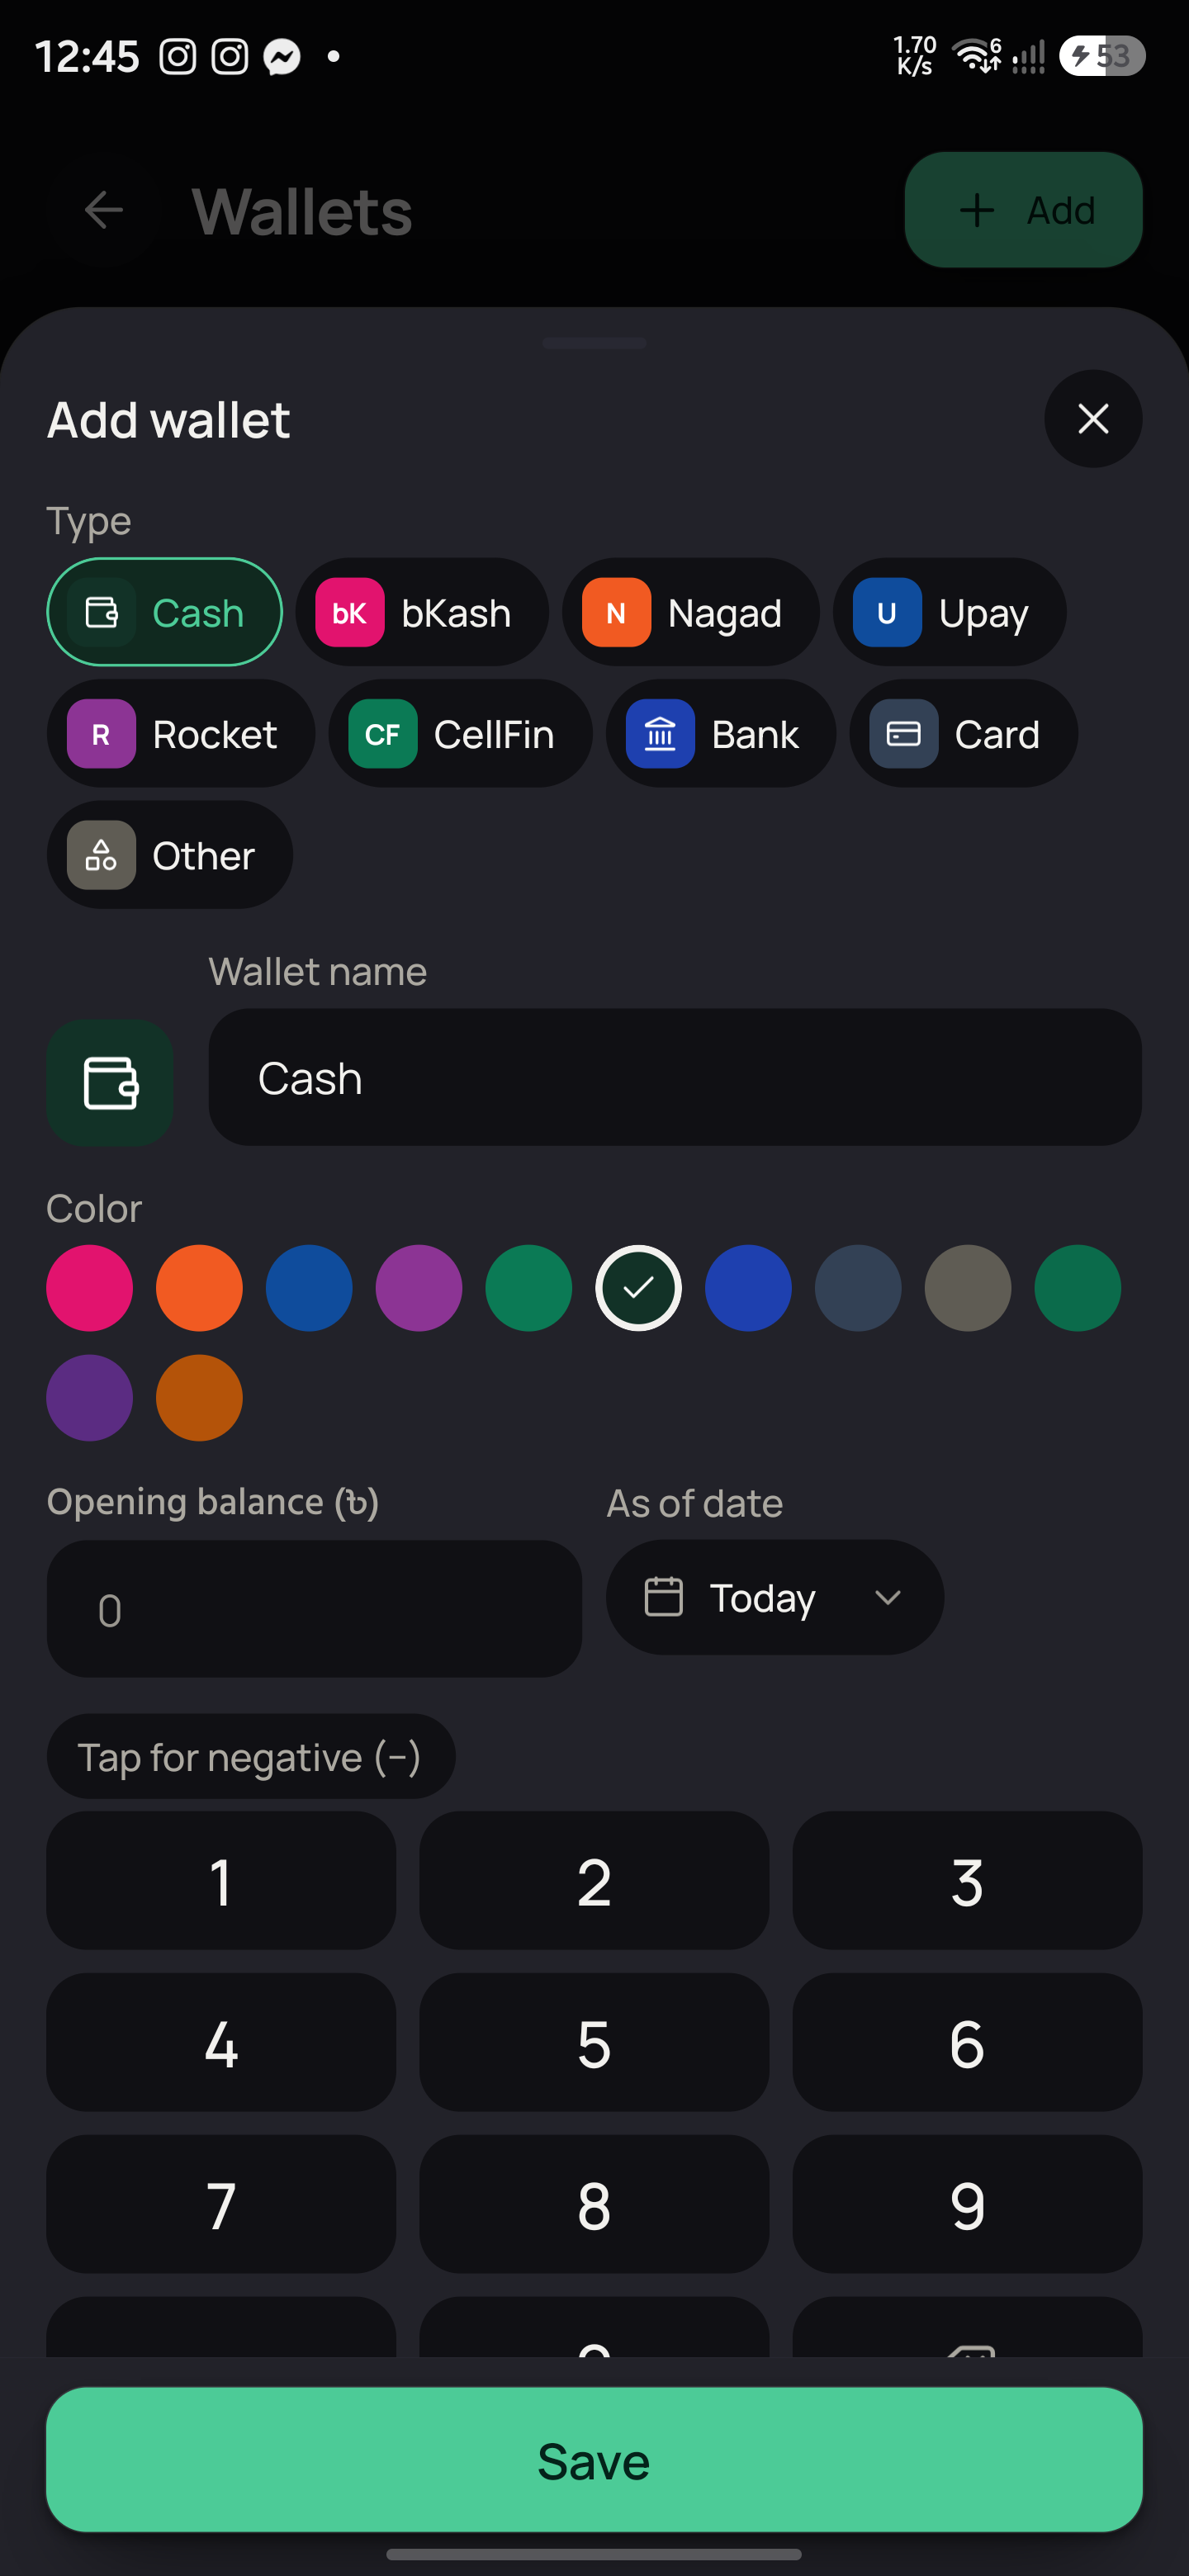 12:45 1.70 K/s 6 53
Wallets + Add
Add wallet
Type
Cash bK bKash N Nagad U Upay
R Rocket CF CellFin Bank Card
Other
Wallet name
Cash
Color
Opening balance (৳) As of date
0 Today
Tap for negative (−)
1 2 3
4 5 6
7 8 9
Save